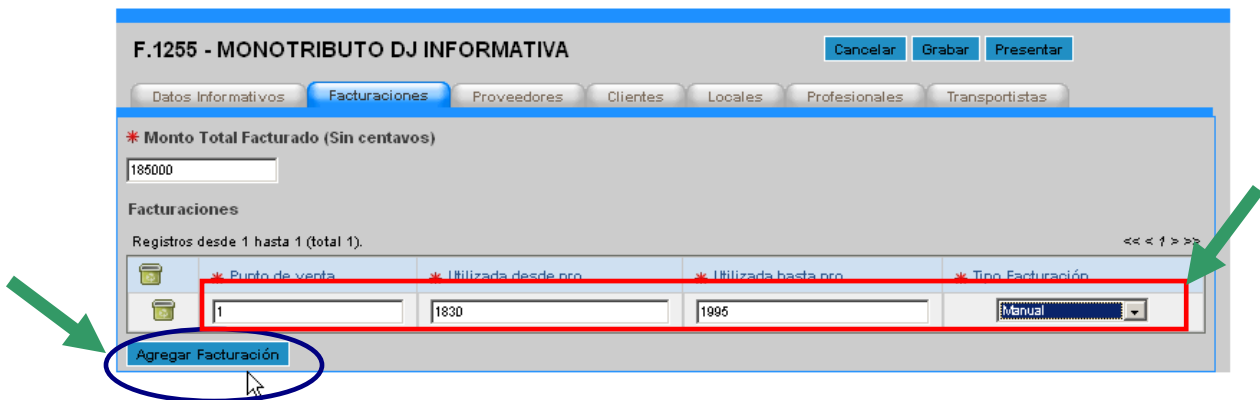 F.1255 - MONOTRIBUTO DJ INFORMATIVA
Cancelar Grabar Presentar
Datos Informativos Facturaciones Proveedores Clientes Locales Profesionales Transportistas
* Monto Total Facturado (Sin centavos)
185000
Facturaciones
Registros desde 1 hasta 1 (total 1). << < 1 > >>
* Punto de venta * Utilizada desde nro * Utilizada hasta nro * Tipo Facturación
1 1830 1995 Manual
Agregar Facturación